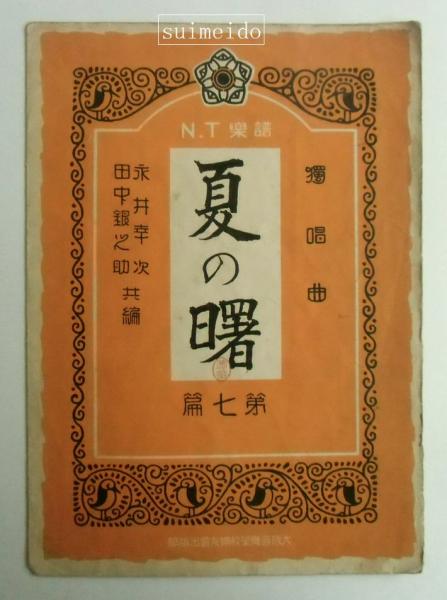 suimeido
譜樂 N.T
獨唱曲
夏の曙
永井幸次
田中銀之助 共編
篇七第